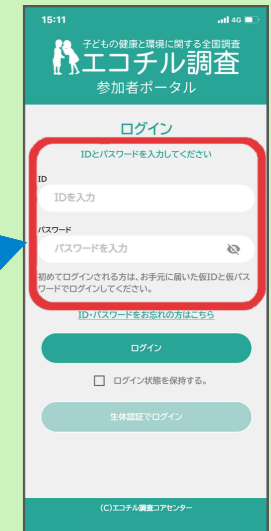 15:11
4G
子どもの健康と環境に関する全国調査
エコチル調査
参加者ポータル
ログイン
IDとパスワードを入力してください
ID
IDを入力
パスワード
パスワードを入力
初めてログインされる方は、お手元に届いた仮IDと仮パス
ワードでログインしてください。
ID・パスワードをお忘れの方はこちら
ログイン
ログイン状態を保持する。
生体認証でログイン
(C)エコチル調査コアセンター